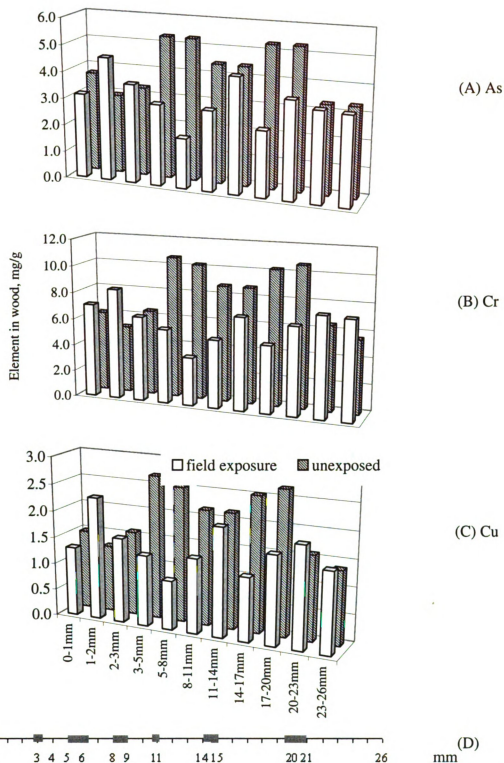 6.0
5.0
4.0
3.0
2.0
1.0
0.0
(A) As
12.0
10.0
8.0
6.0
4.0
2.0
0.0
Element in wood, mg/g
(B) Cr
3.0
2.5
2.0
1.5
1.0
0.5
0.0
field exposure unexposed
(C) Cu
0-1mm
1-2mm
2-3mm
3-5mm
5-8mm
8-11mm
11-14mm
14-17mm
17-20mm
20-23mm
23-26mm
(D)
3 4 5 6 8 9 11 14 15 20 21 26 mm